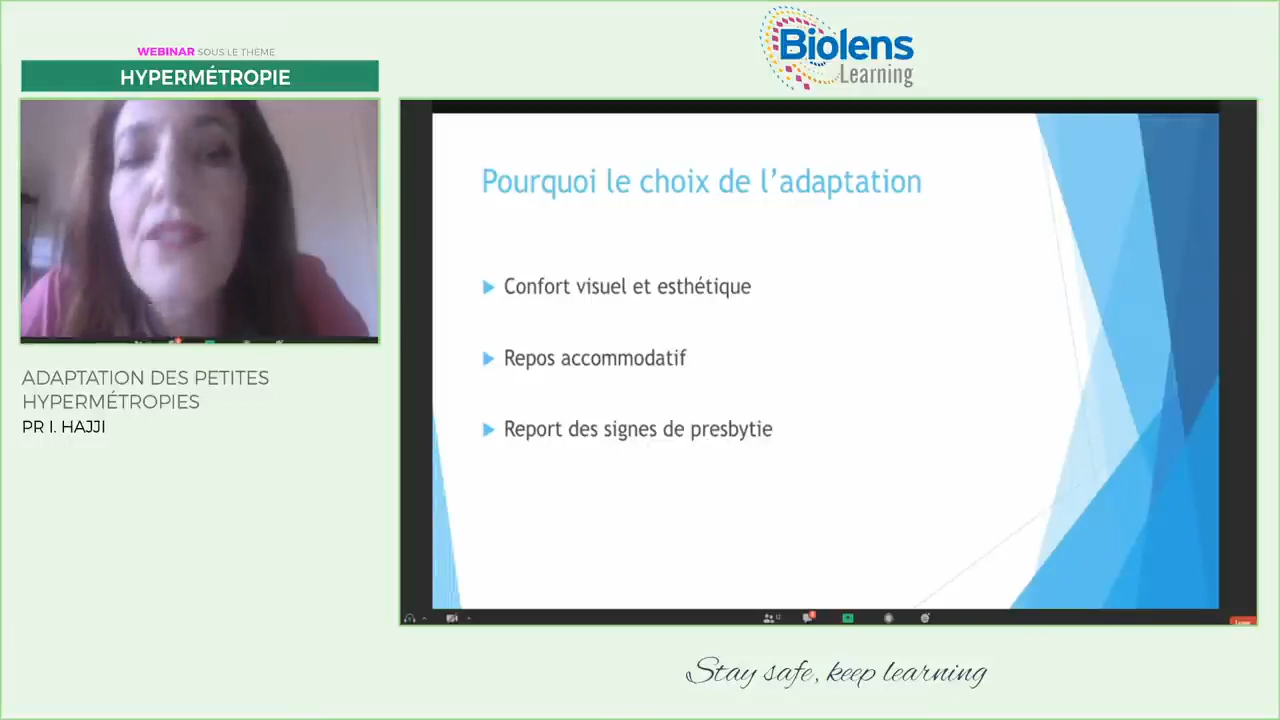 WEBINAR SOUS LE THÈME
HYPERMÉTROPIE
Biolens
Learning
Pourquoi le choix de l’adaptation
Confort visuel et esthétique
Repos accommodatif
Report des signes de presbytie
ADAPTATION DES PETITES
HYPERMÉTROPIES
PR I. HAJJI
Stay safe, keep learning